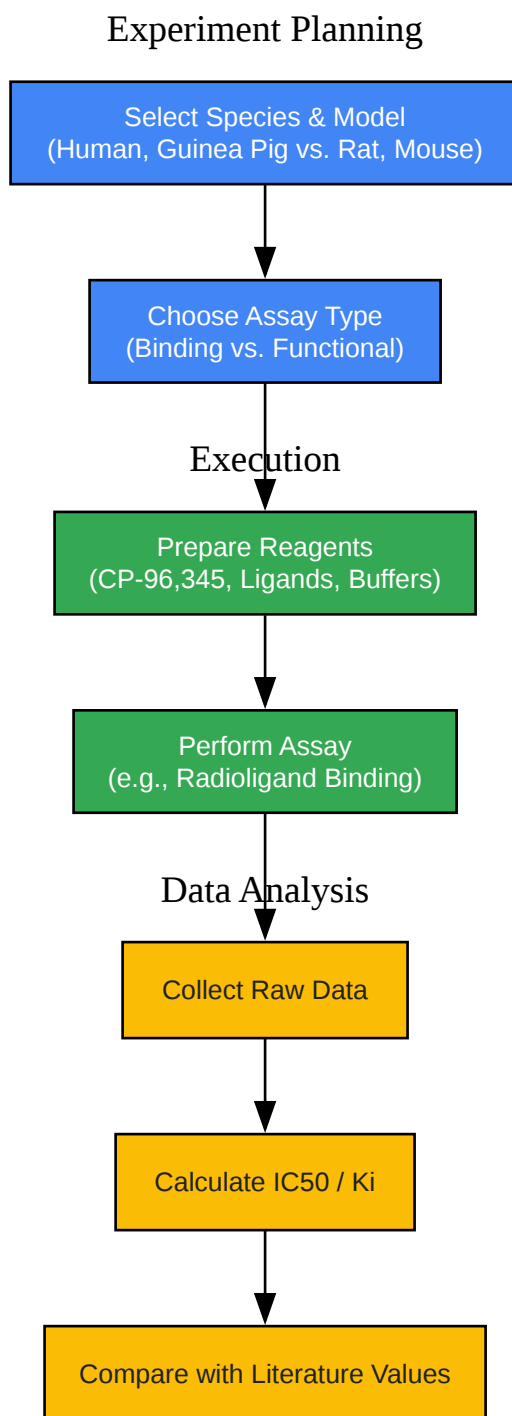 Experiment Planning
Select Species & Model
(Human, Guinea Pig vs. Rat, Mouse)
Choose Assay Type
(Binding vs. Functional)
Execution
Prepare Reagents
(CP-96,345, Ligands, Buffers)
Perform Assay
(e.g., Radioligand Binding)
Data Analysis
Collect Raw Data
Calculate IC50 / Ki
Compare with Literature Values